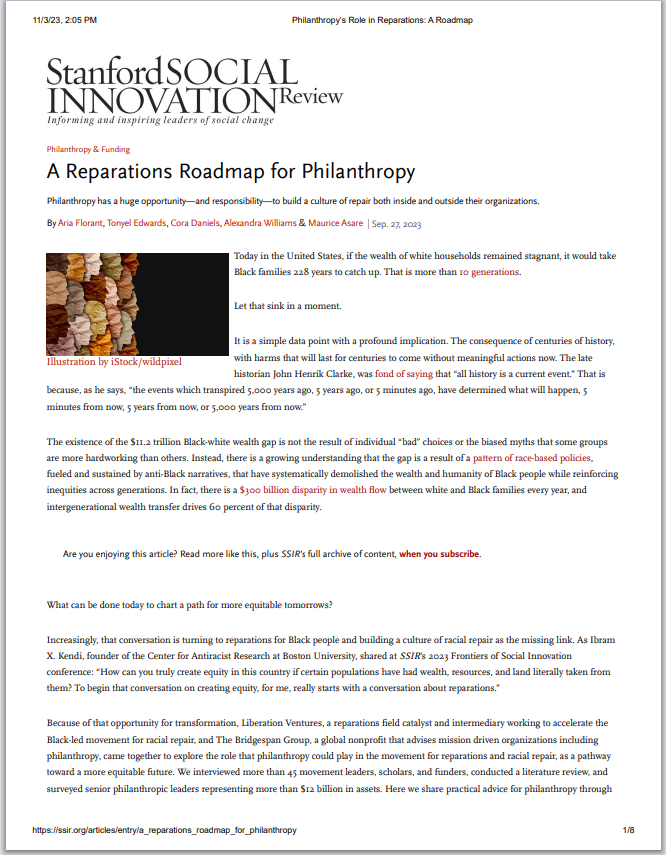 11/3/23, 2:05 PM
Philanthropy's Role in Reparations: A Roadmap
Stanford SOCIAL
INNOVATION Review
Informing and inspiring leaders of social change
Philanthropy & Funding
A Reparations Roadmap for Philanthropy
Philanthropy has a huge opportunity—and responsibility—to build a culture of repair both inside and outside their organizations.
By Aria Florant, Tonyel Edwards, Cora Daniels, Alexandra Williams & Maurice Asare | Sep. 27, 2023
Today in the United States, if the wealth of white households remained stagnant, it would take
Black families 228 years to catch up. That is more than 10 generations.
Let that sink in a moment.
It is a simple data point with a profound implication. The consequence of centuries of history,
Illustration by iStock/wildpixel
with harms that will last for centuries to come without meaningful actions now. The late
historian John Henrik Clarke, was fond of saying that “all history is a current event.” That is
because, as he says, “the events which transpired 5,000 years ago, 5 years ago, or 5 minutes ago, have determined what will happen, 5
minutes from now, 5 years from now, or 5,000 years from now.”
The existence of the $11.2 trillion Black-white wealth gap is not the result of individual “bad” choices or the biased myths that some groups
are more hardworking than others. Instead, there is a growing understanding that the gap is a result of a pattern of race-based policies,
fueled and sustained by anti-Black narratives, that have systematically demolished the wealth and humanity of Black people while reinforcing
inequities across generations. In fact, there is a $300 billion disparity in wealth flow between white and Black families every year, and
intergenerational wealth transfer drives 60 percent of that disparity.
Are you enjoying this article? Read more like this, plus SSIR's full archive of content, when you subscribe.
What can be done today to chart a path for more equitable tomorrows?
Increasingly, that conversation is turning to reparations for Black people and building a culture of racial repair as the missing link. As Ibram
X. Kendi, founder of the Center for Antiracist Research at Boston University, shared at SSIR's 2023 Frontiers of Social Innovation
conference: “How can you truly create equity in this country if certain populations have had wealth, resources, and land literally taken from
them? To begin that conversation on creating equity, for me, really starts with a conversation about reparations.”
Because of that opportunity for transformation, Liberation Ventures, a reparations field catalyst and intermediary working to accelerate the
Black-led movement for racial repair, and The Bridgespan Group, a global nonprofit that advises mission driven organizations including
philanthropy, came together to explore the role that philanthropy could play in the movement for reparations and racial repair, as a pathway
toward a more equitable future. We interviewed more than 45 movement leaders, scholars, and funders, conducted a literature review, and
surveyed senior philanthropic leaders representing more than $12 billion in assets. Here we share practical advice for philanthropy through
https://ssir.org/articles/entry/a_reparations_roadmap_for_philanthropy
1/8